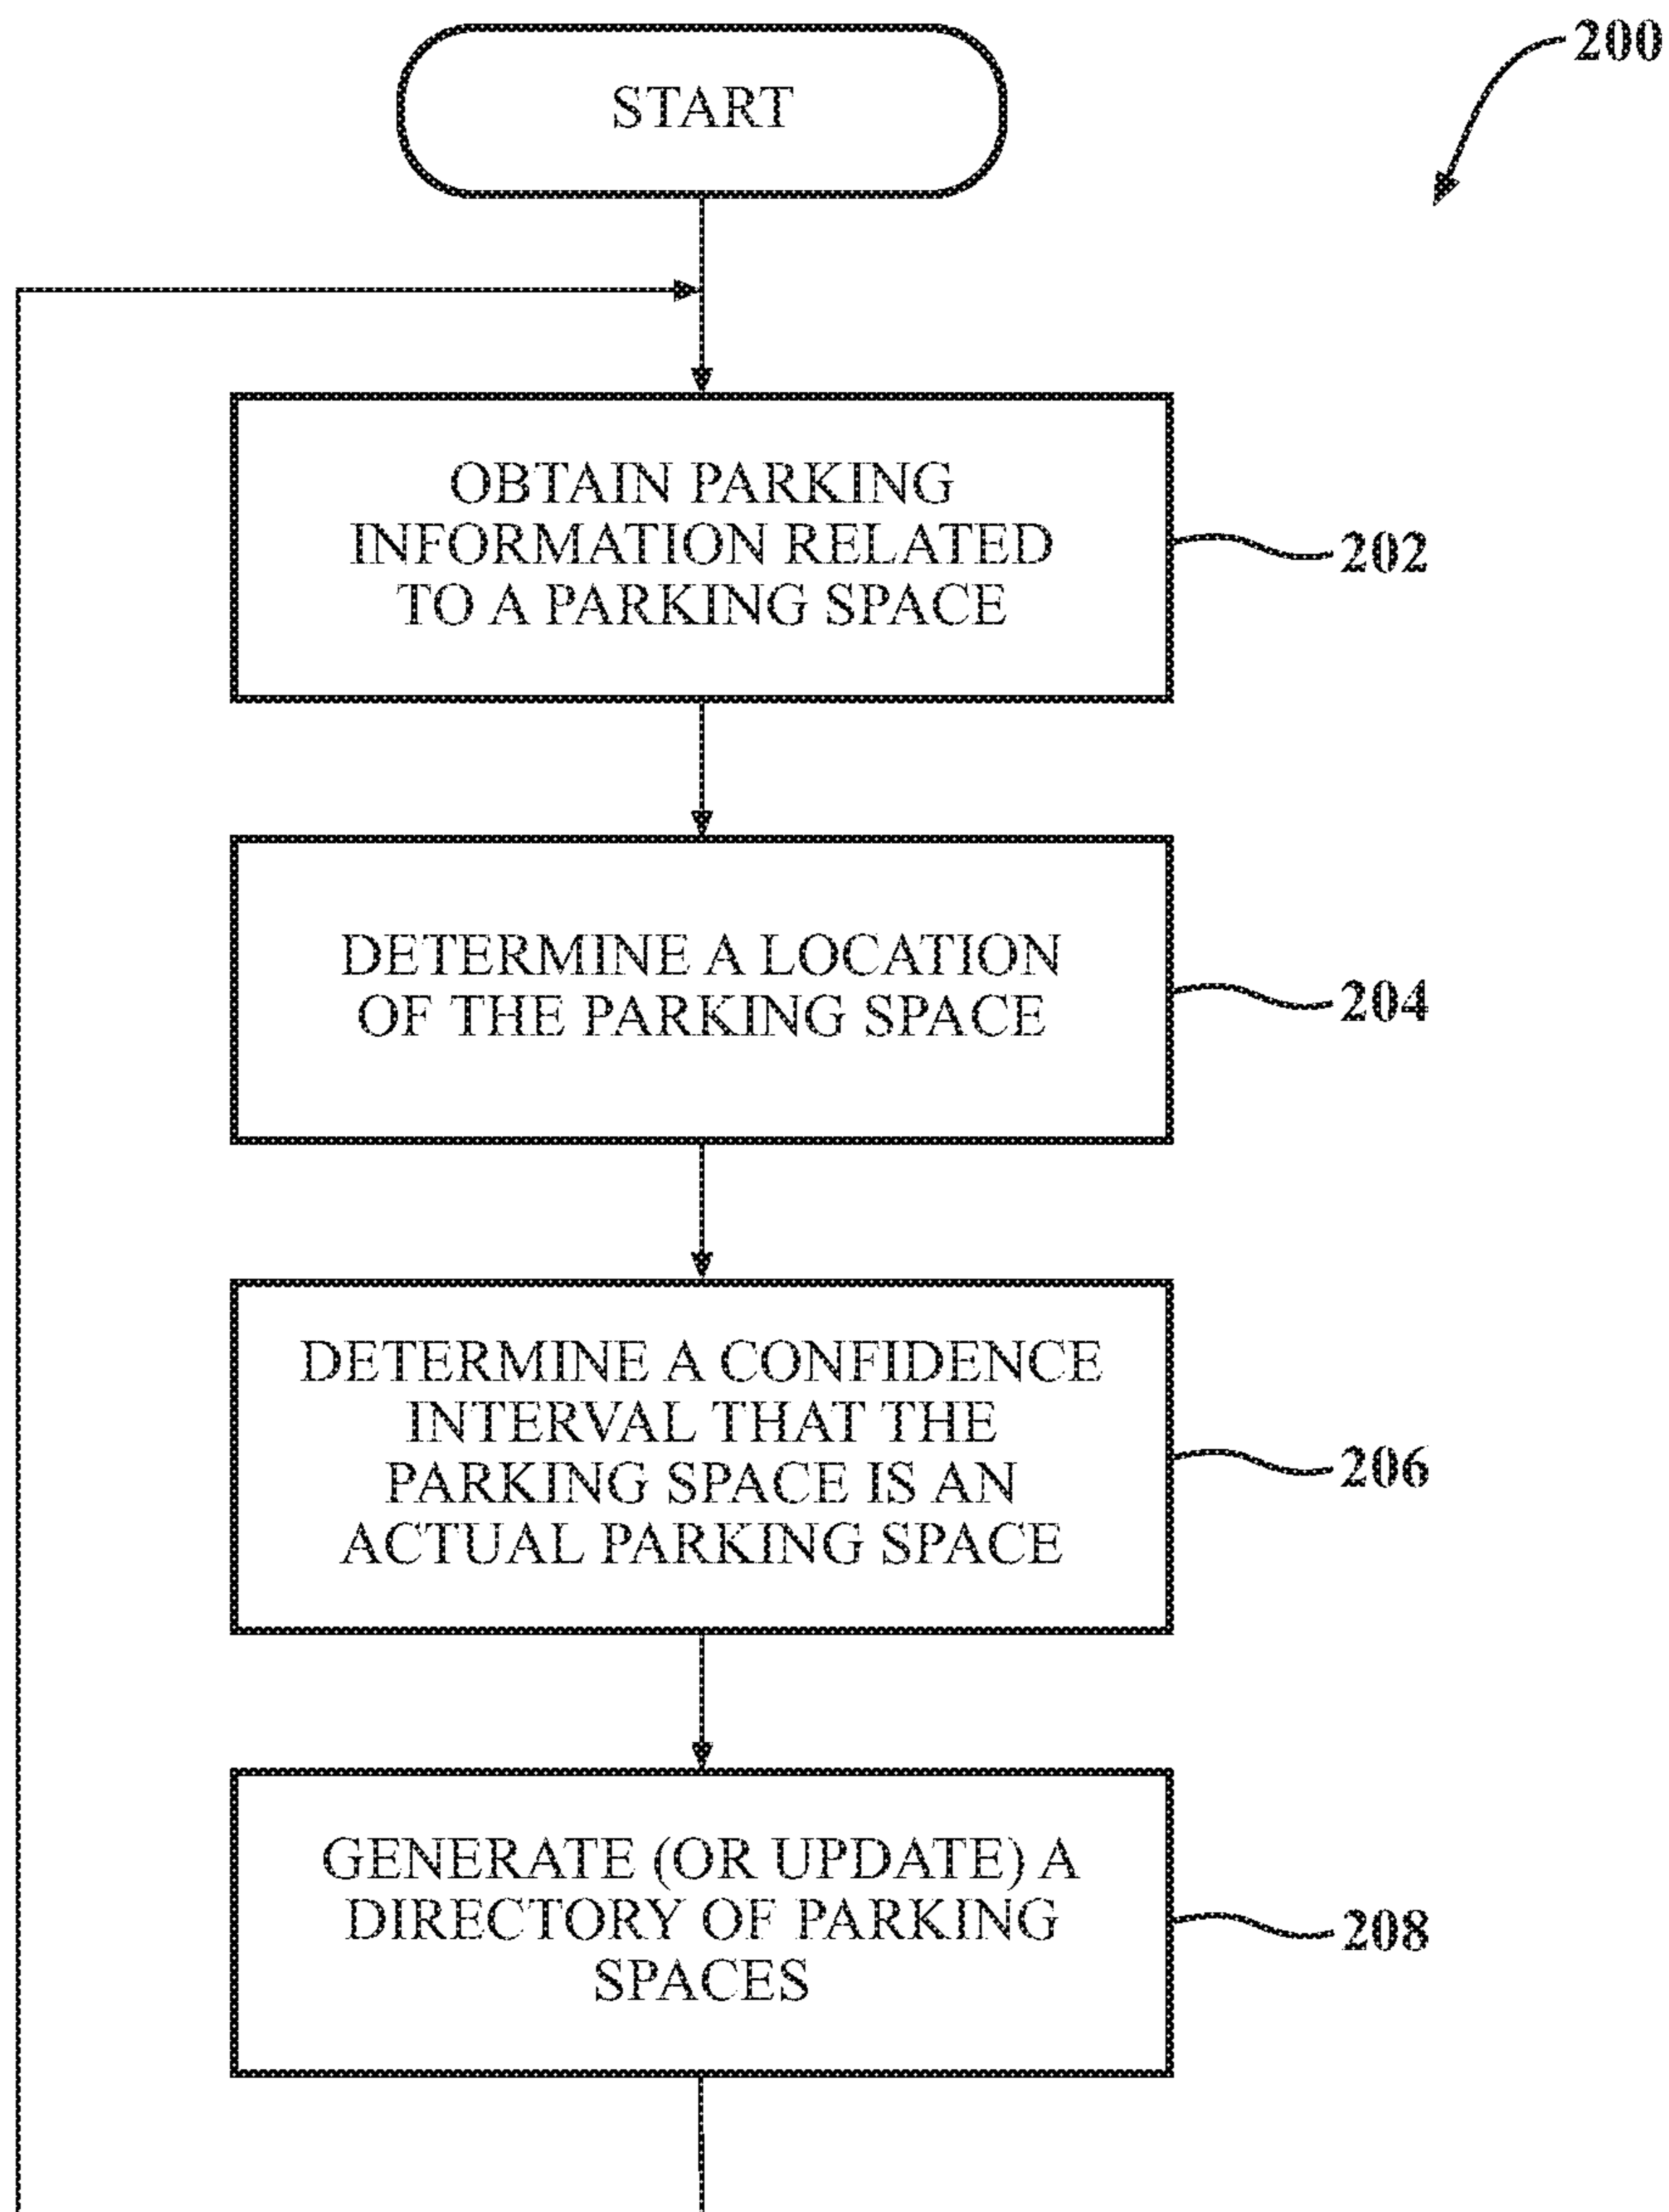 200
START
OBTAIN PARKING
INFORMATION RELATED
TO A PARKING SPACE
202
DETERMINE A LOCATION
OF THE PARKING SPACE
204
DETERMINE A CONFIDENCE
INTERVAL THAT THE
PARKING SPACE IS AN
ACTUAL PARKING SPACE
206
GENERATE (OR UPDATE) A
DIRECTORY OF PARKING
SPACES
208